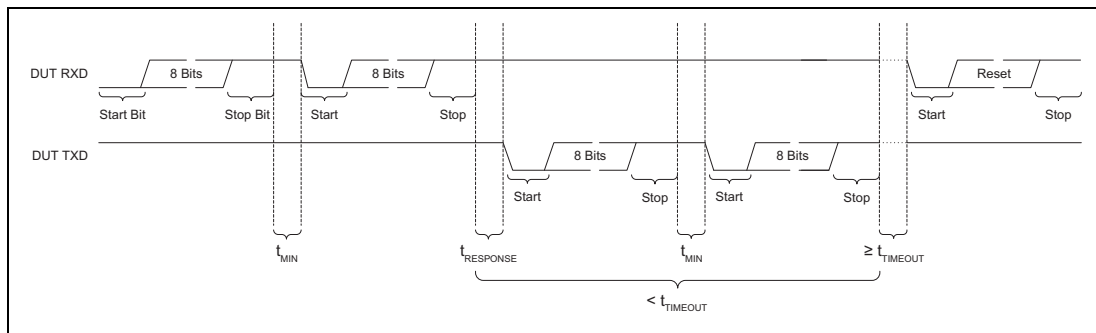 DUT RXD 8 Bits 8 Bits Reset
Start Bit Stop Bit Start Stop Start Stop
DUT TXD 8 Bits 8 Bits
Start Stop Start Stop
tMIN tRESPONSE tMIN ≥ tTIMEOUT
< tTIMEOUT